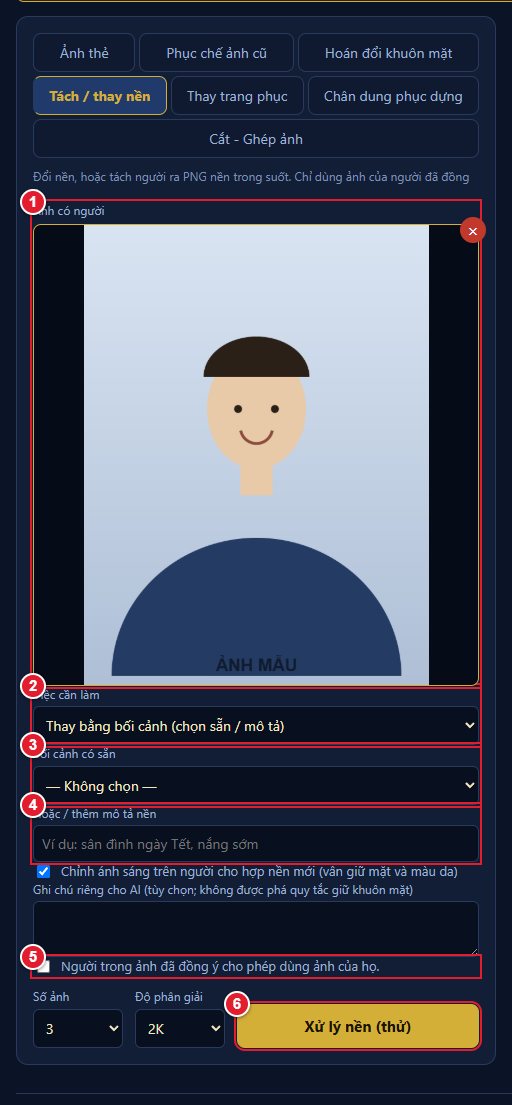 Ảnh thẻ
Phục chế ảnh cũ
Hoán đổi khuôn mặt
Tách / thay nền
Thay trang phục
Chân dung phục dựng
Cắt - Ghép ảnh
Đổi nền, hoặc tách người ra PNG nền trong suốt. Chỉ dùng ảnh của người đã đồng
1
nh có người
×
ẢNH MẪU
2
iệc cần làm
Thay bằng bối cảnh (chọn sẵn / mô tả)
3
ối cảnh có sẵn
— Không chọn —
4
oặc / thêm mô tả nền
Ví dụ: sân đình ngày Tết, nắng sớm
Chỉnh ánh sáng trên người cho hợp nền mới (vẫn giữ mặt và màu da)
Ghi chú riêng cho AI (tùy chọn; không được phá quy tắc giữ khuôn mặt)
5
Người trong ảnh đã đồng ý cho phép dùng ảnh của họ.
Số ảnh
Độ phân giải
6
3
2K
Xử lý nền (thử)